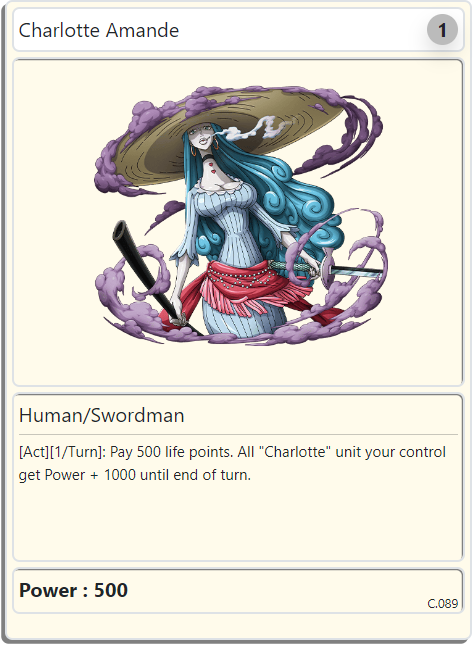 Charlotte Amande
1
Human/Swordman
[Act][1/Turn]: Pay 500 life points. All "Charlotte" unit your control
get Power + 1000 until end of turn.
Power : 500
C.089